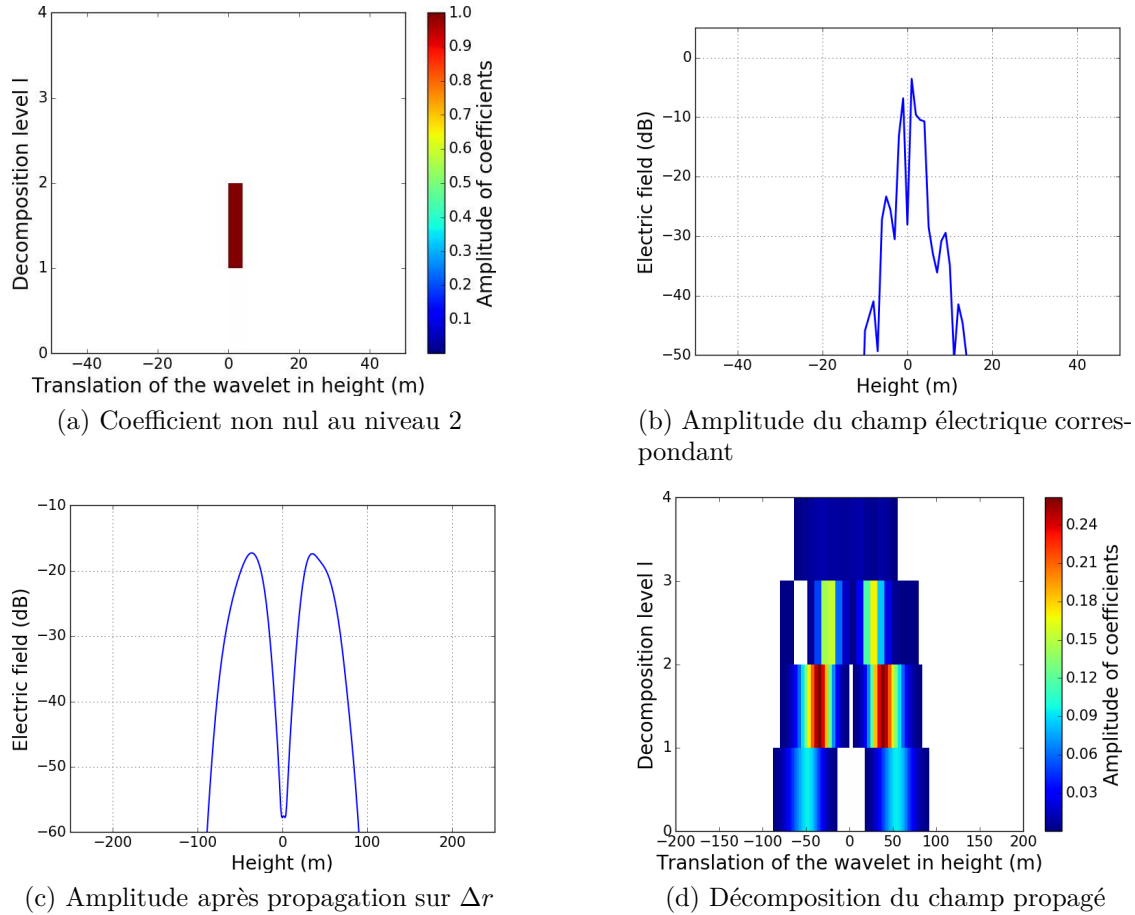 4
3
2
1
0
Decomposition level l
−40 −20 0 20 40
Translation of the wavelet in height (m)
1.0
0.9
0.8
0.7
0.6
0.5
0.4
0.3
0.2
0.1
Amplitude of coefficients
(a) Coefficient non nul au niveau 2
0
−10
−20
−30
−40
−50
Electric field (dB)
−40 −20 0 20 40
Height (m)
(b) Amplitude du champ électrique corres-
pondant
−10
−20
−30
−40
−50
−60
Electric field (dB)
−200 −100 0 100 200
Height (m)
(c) Amplitude après propagation sur Δr
4
3
2
1
0
Decomposition level l
−200 −150 −100 −50 0 50 100 150 200
Translation of the wavelet in height (m)
0.24
0.21
0.18
0.15
0.12
0.09
0.06
0.03
Amplitude of coefficients
(d) Décomposition du champ propagé